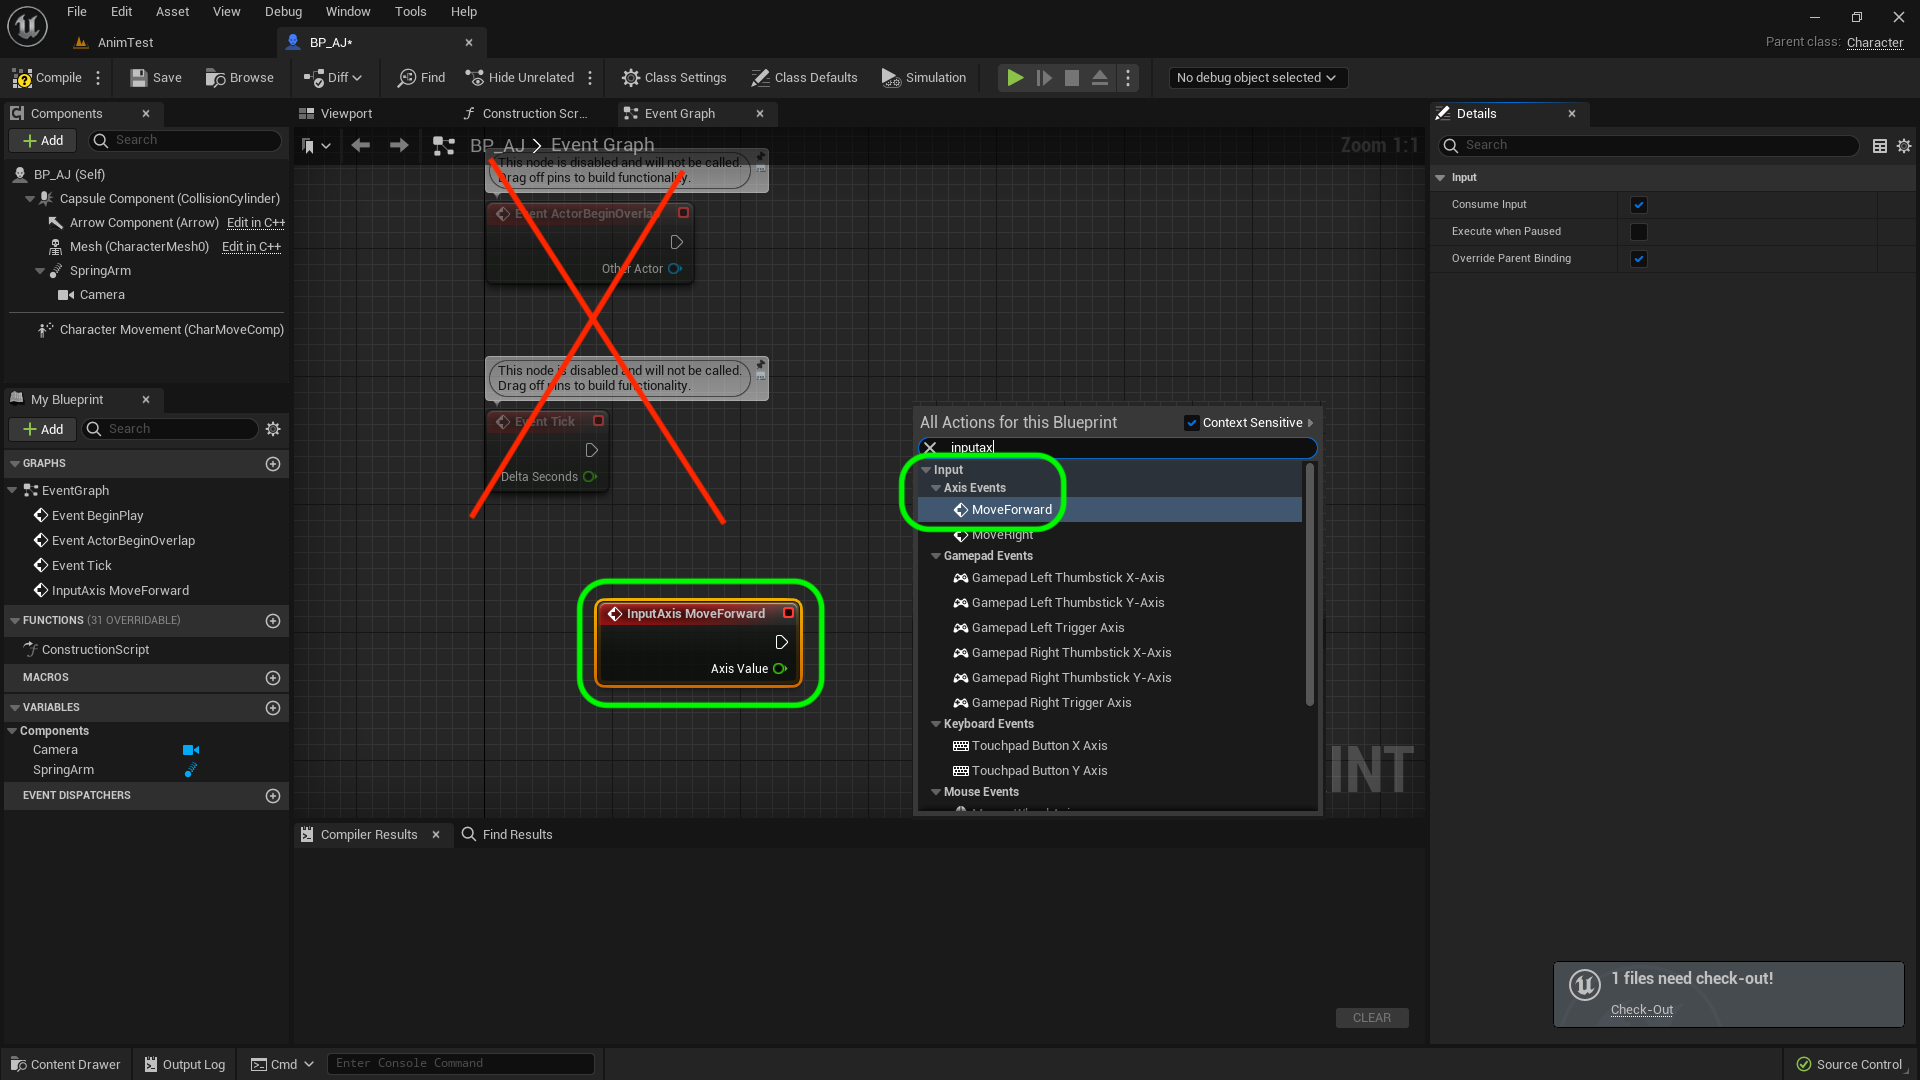 File Edit Asset View Debug Window Tools Help
AnimTest
BP_AJ*
Parent class: Character
Compile Save Browse Diff Find Hide Unrelated Class Settings Class Defaults Simulation No debug object selected
Components
Add Search
BP_AJ (Self)
Capsule Component (CollisionCylinder)
Arrow Component (Arrow) Edit in C++
Mesh (CharacterMesh0) Edit in C++
SpringArm
Camera
Character Movement (CharMoveComp)
My Blueprint
Add Search
GRAPHS
EventGraph
Event BeginPlay
Event ActorBeginOverlap
Event Tick
InputAxis MoveForward
FUNCTIONS (31 OVERRIDABLE)
ConstructionScript
MACROS
VARIABLES
Components
Camera
SpringArm
EVENT DISPATCHERS
Viewport Construction Scr... Event Graph
BP_AJ > Event Graph Zoom 1:1
This node is disabled and will not be called.
Drag off pins to build functionality.
Event ActorBeginOverlap
Other Actor
This node is disabled and will not be called.
Drag off pins to build functionality.
Event Tick
Delta Seconds
InputAxis MoveForward
Axis Value
All Actions for this Blueprint Context Sensitive
inputax
Input
Axis Events
MoveForward
MoveRight
Gamepad Events
Gamepad Left Thumbstick X-Axis
Gamepad Left Thumbstick Y-Axis
Gamepad Left Trigger Axis
Gamepad Right Thumbstick X-Axis
Gamepad Right Thumbstick Y-Axis
Gamepad Right Trigger Axis
Keyboard Events
Touchpad Button X Axis
Touchpad Button Y Axis
Mouse Events
INT
Compiler Results Find Results
CLEAR
Details
Search
Input
Consume Input
Execute when Paused
Override Parent Binding
1 files need check-out!
Check-Out
Content Drawer Output Log Cmd Enter Console Command Source Control